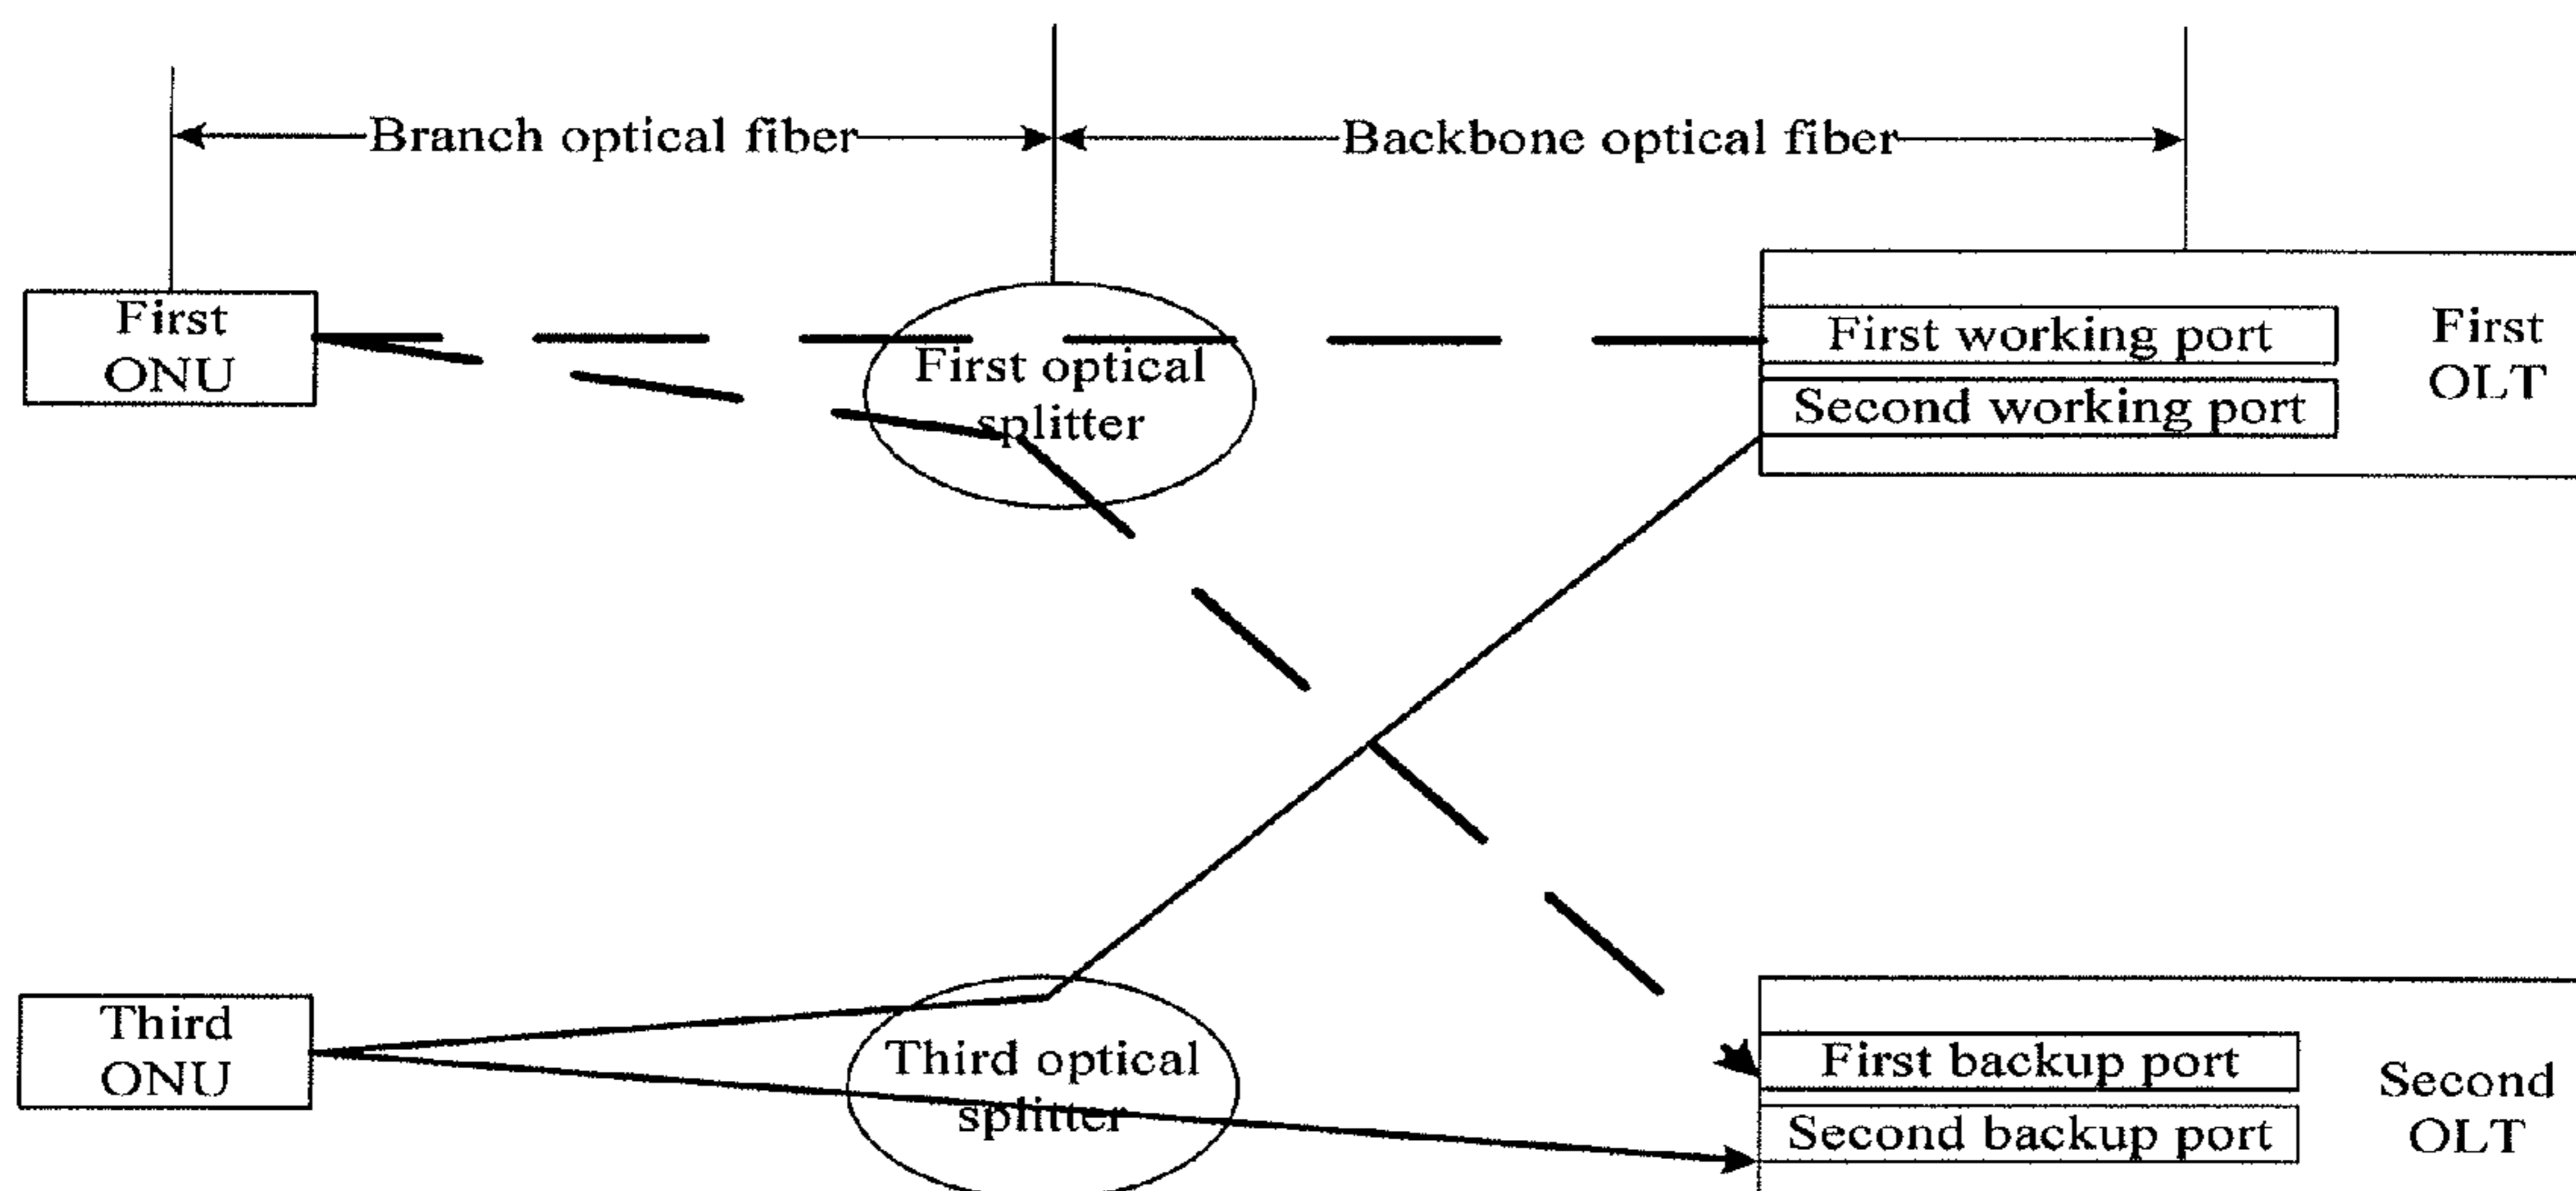 Branch optical fiber
Backbone optical fiber
First
ONU
First optical
splitter
First working port
Second working port
First
OLT
Third
ONU
Third optical
splitter
First backup port
Second backup port
Second
OLT